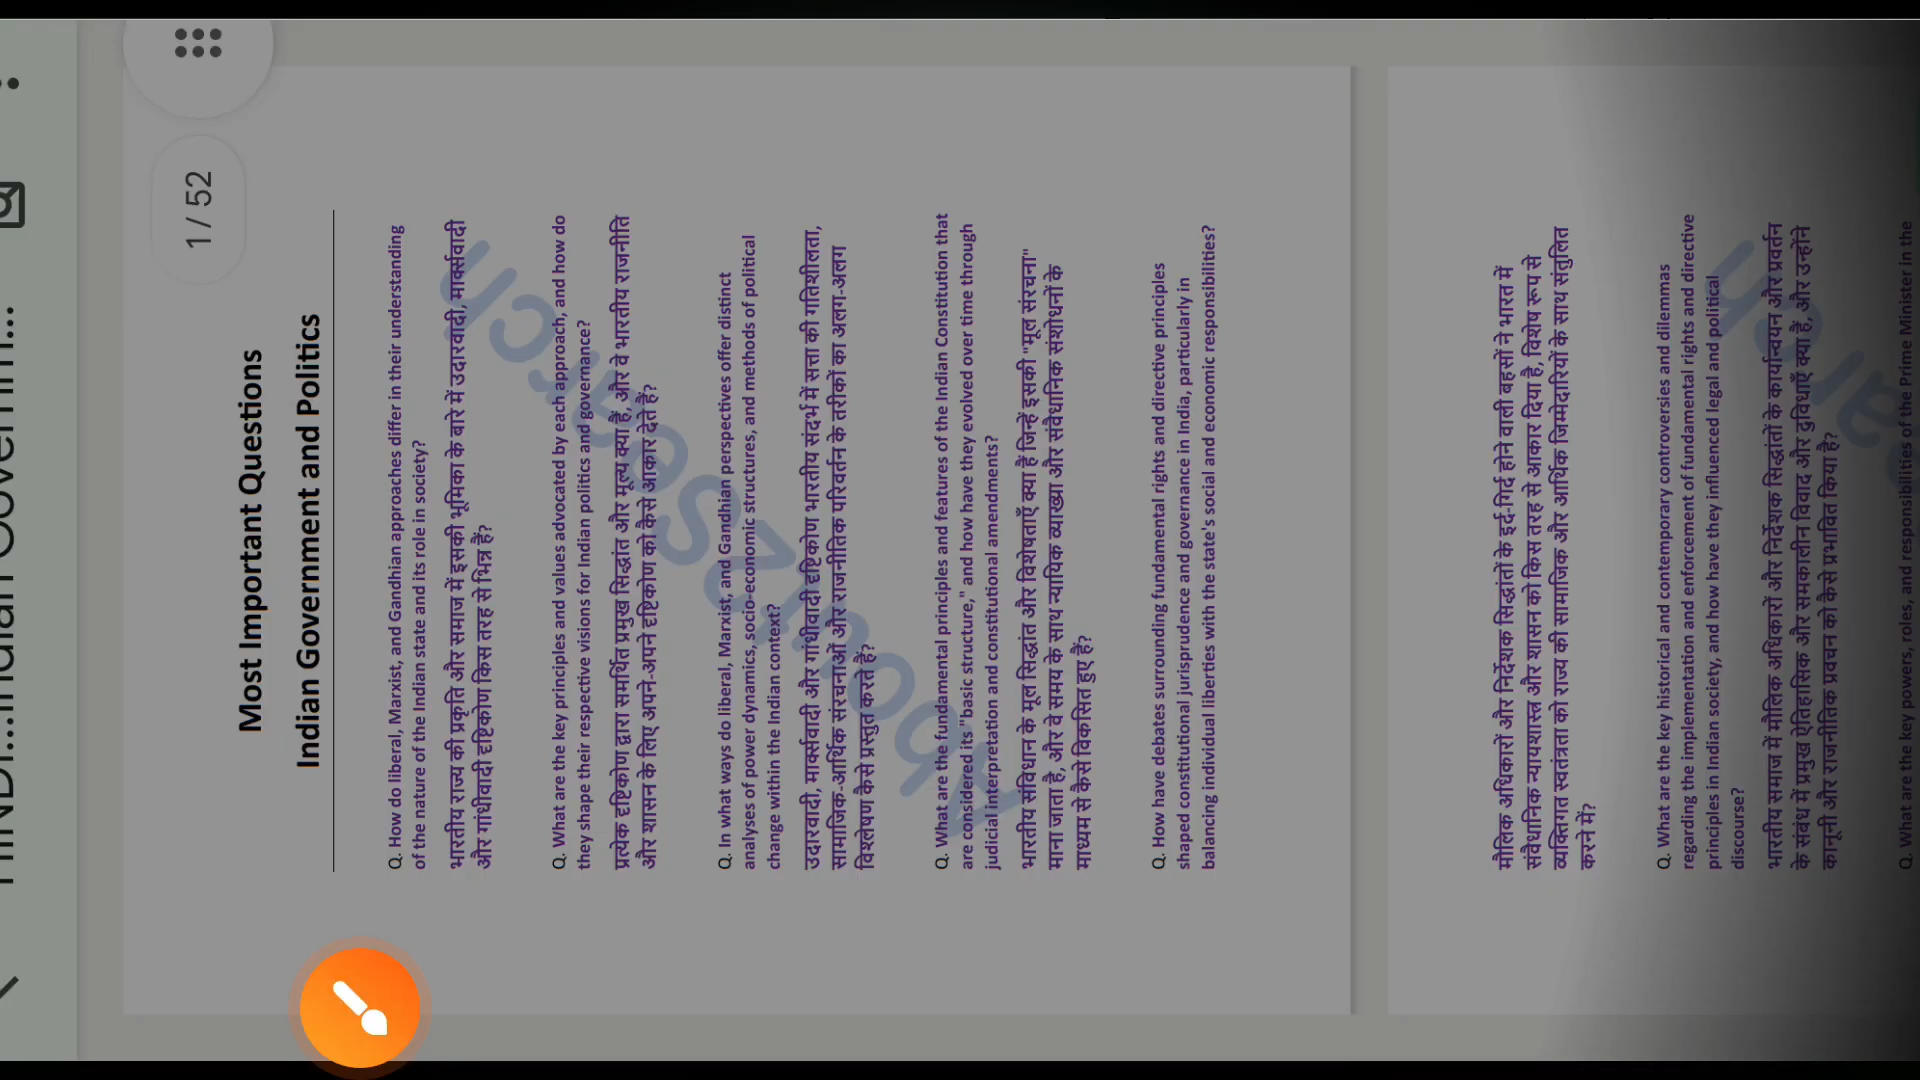 HINDI...Indian Governm...
1 / 52
Most Important Questions
Indian Government and Politics
Q. How do liberal, Marxist, and Gandhian approaches differ in their understanding
of the nature of the Indian state and its role in society?
भारतीय राज्य की प्रकृति और समाज में इसकी भूमिका के बारे में उदारवादी, मार्क्सवादी
और गांधीवादी दृष्टिकोण किस तरह से भिन्न हैं?
Q. What are the key principles and values advocated by each approach, and how do
they shape their respective visions for Indian politics and governance?
प्रत्येक दृष्टिकोण द्वारा समर्थित प्रमुख सिद्धांत और मूल्य क्या हैं, और वे भारतीय राजनीति
और शासन के लिए अपने-अपने दृष्टिकोण को कैसे आकार देते हैं?
Q. In what ways do liberal, Marxist, and Gandhian perspectives offer distinct
analyses of power dynamics, socio-economic structures, and methods of political
change within the Indian context?
उदारवादी, मार्क्सवादी और गांधीवादी दृष्टिकोण भारतीय संदर्भ में सत्ता की गतिशीलता,
सामाजिक-आर्थिक संरचनाओं और राजनीतिक परिवर्तन के तरीकों का अलग-अलग
विश्लेषण कैसे प्रस्तुत करते हैं?
Q. What are the fundamental principles and features of the Indian Constitution that
are considered its "basic structure," and how have they evolved over time through
judicial interpretation and constitutional amendments?
भारतीय संविधान के मूल सिद्धांत और विशेषताएँ क्या हैं जिन्हें इसकी "मूल संरचना"
माना जाता है, और वे समय के साथ न्यायिक व्याख्या और संवैधानिक संशोधनों के
माध्यम से कैसे विकसित हुए हैं?
Q. How have debates surrounding fundamental rights and directive principles
shaped constitutional jurisprudence and governance in India, particularly in
balancing individual liberties with the state's social and economic responsibilities?
AboutzSearch
मौलिक अधिकारों और निर्देशक सिद्धांतों के इर्द-गिर्द होने वाली बहसों ने भारत में
संवैधानिक न्यायशास्त्र और शासन को किस तरह से आकार दिया है, विशेष रूप से
व्यक्तिगत स्वतंत्रता को राज्य की सामाजिक और आर्थिक जिम्मेदारियों के साथ संतुलित
करने में?
Q. What are the key historical and contemporary controversies and dilemmas
regarding the implementation and enforcement of fundamental rights and directive
principles in Indian society, and how have they influenced legal and political
discourse?
भारतीय समाज में मौलिक अधिकारों और निर्देशक सिद्धांतों के कार्यान्वयन और प्रवर्तन
के संबंध में प्रमुख ऐतिहासिक और समकालीन विवाद और दुविधाएँ क्या हैं, और उन्होंने
कानूनी और राजनीतिक प्रवचन को कैसे प्रभावित किया है?
Q. What are the key powers, roles, and responsibilities of the Prime Minister in the
arch